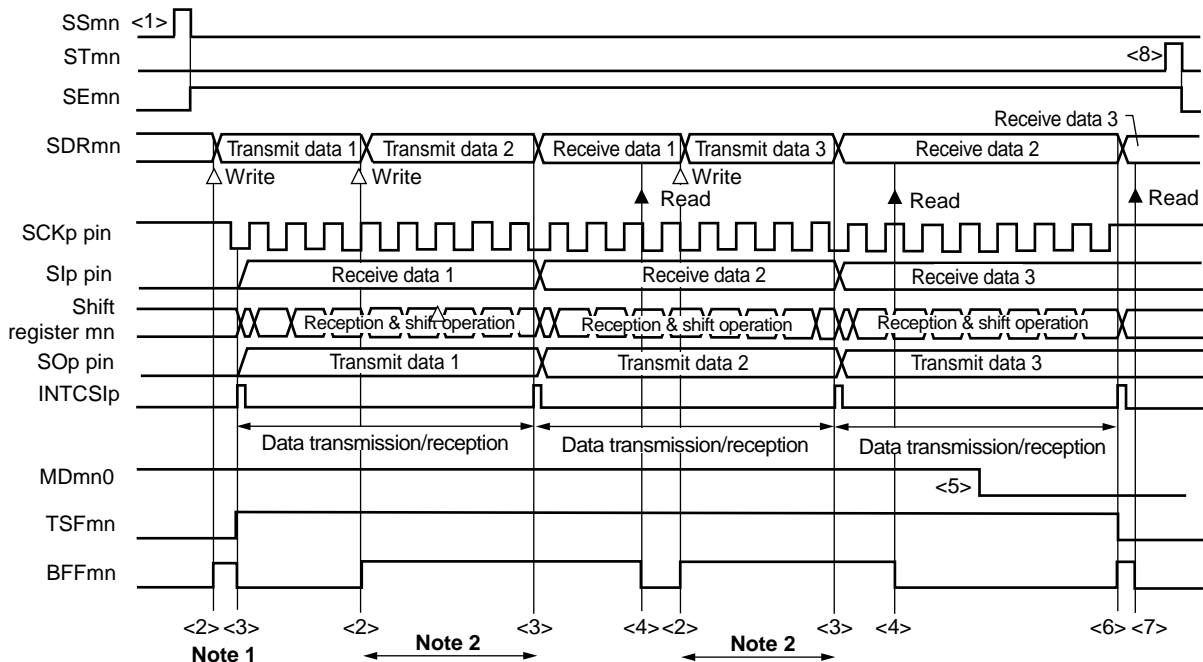 SSmn <1>
STmn <8>
SEmn
Receive data 3
SDRmn Transmit data 1 Transmit data 2 Receive data 1 Transmit data 3 Receive data 2
Write Write Write
Read Read Read
SCKp pin
SIp pin Receive data 1 Receive data 2 Receive data 3
Shift
register mn Reception & shift operation Reception & shift operation Reception & shift operation
SOp pin Transmit data 1 Transmit data 2 Transmit data 3
INTCSIp
Data transmission/reception Data transmission/reception Data transmission/reception
MDmn0 <5>
TSFmn
BFFmn
<2> <3> <2> <3> <4> <2> <3> <4> <6> <7>
Note 1 Note 2 Note 2